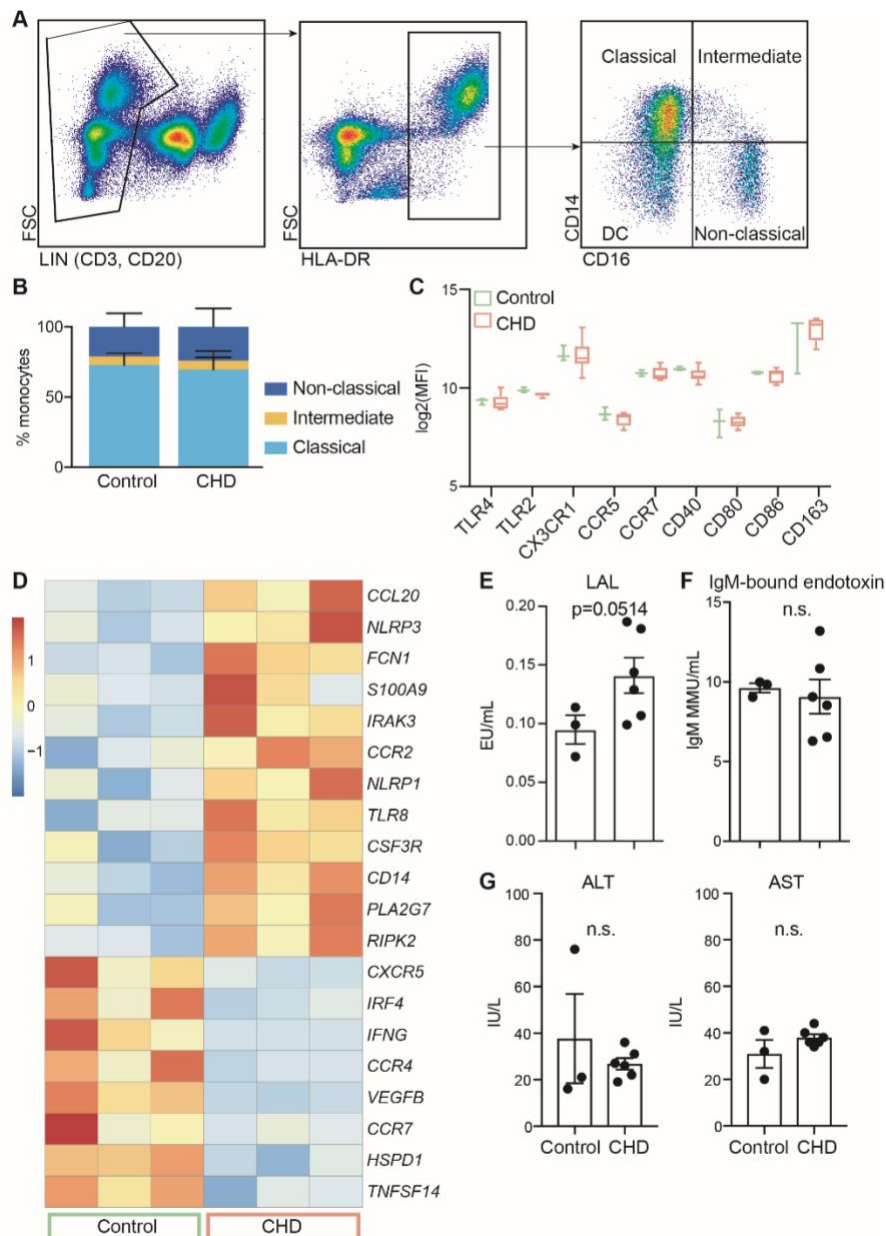 A
FSC
LIN (CD3, CD20)
FSC
HLA-DR
Classical
Intermediate
CD14
DC
Non-classical
CD16
B
% monocytes
100
50
0
Control
CHD
Non-classical
Intermediate
Classical
C
Control
CHD
log2(MFI)
15
10
5
TLR4
TLR2
CX3CR1
CCR5
CCR7
CD40
CD80
CD86
CD163
D
1
0
−1
CCL20
NLRP3
FCN1
S100A9
IRAK3
CCR2
NLRP1
TLR8
CSF3R
CD14
PLA2G7
RIPK2
CXCR5
IRF4
IFNG
CCR4
VEGFB
CCR7
HSPD1
TNFSF14
Control
CHD
E
LAL
p=0.0514
EU/mL
0.20
0.15
0.10
0.05
0.00
F
IgM-bound endotoxin
n.s.
IgM MMU/mL
15
10
5
0
G
ALT
n.s.
IU/L
100
80
60
40
20
0
Control
CHD
AST
n.s.
IU/L
100
80
60
40
20
0
Control
CHD